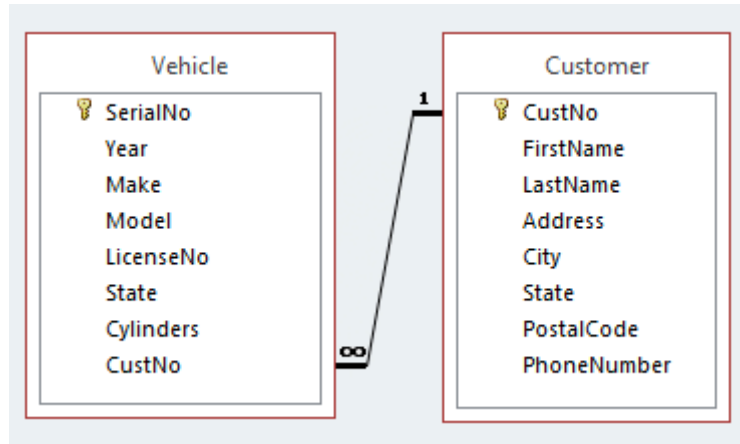 Vehicle
SerialNo
Year
Make
Model
LicenseNo
State
Cylinders
CustNo
1
∞
Customer
CustNo
FirstName
LastName
Address
City
State
PostalCode
PhoneNumber